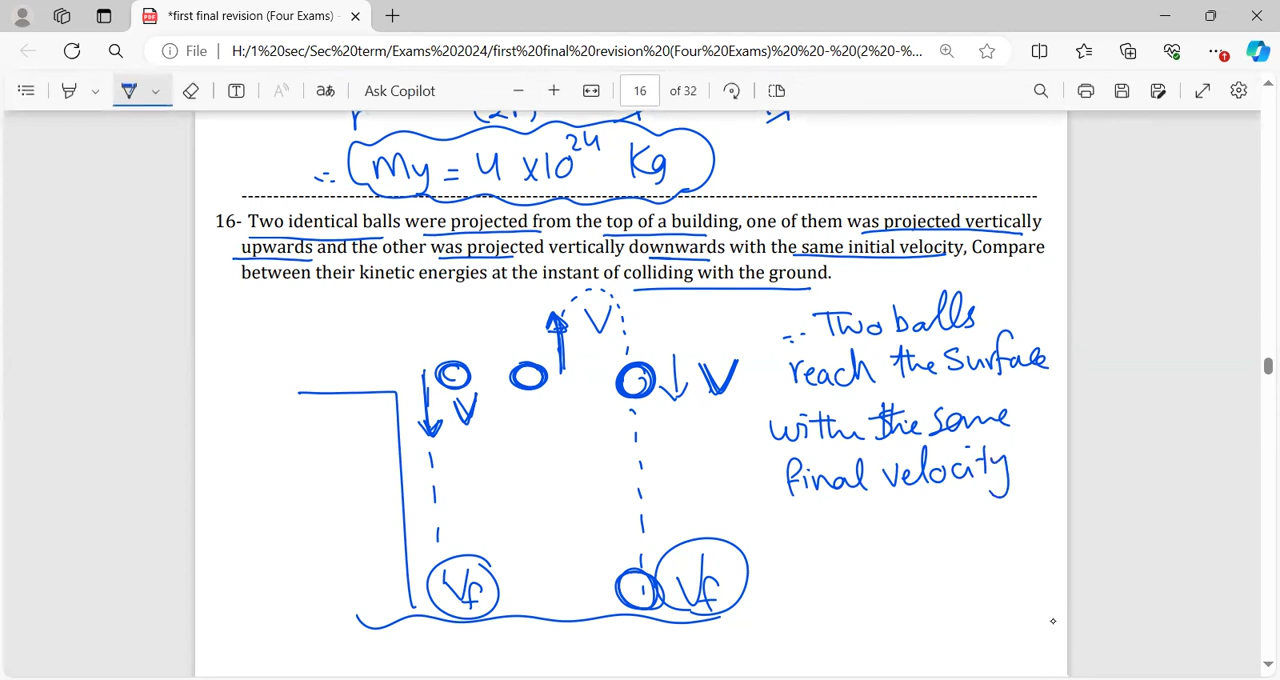 *first final revision (Four Exams) -
File
H:/1%20sec/Sec%20term/Exams%202024/first%20final%20revision%20(Four%20Exams)%20%20-%20(2%20-%...
Ask Copilot
16 of 32
∴ My = 4 ×10^24 Kg
16- Two identical balls were projected from the top of a building, one of them was projected vertically
upwards and the other was projected vertically downwards with the same initial velocity, Compare
between their kinetic energies at the instant of colliding with the ground.
V
∴ Two balls
reach the surface
V
V
with the same
final velocity
Vf
Vf